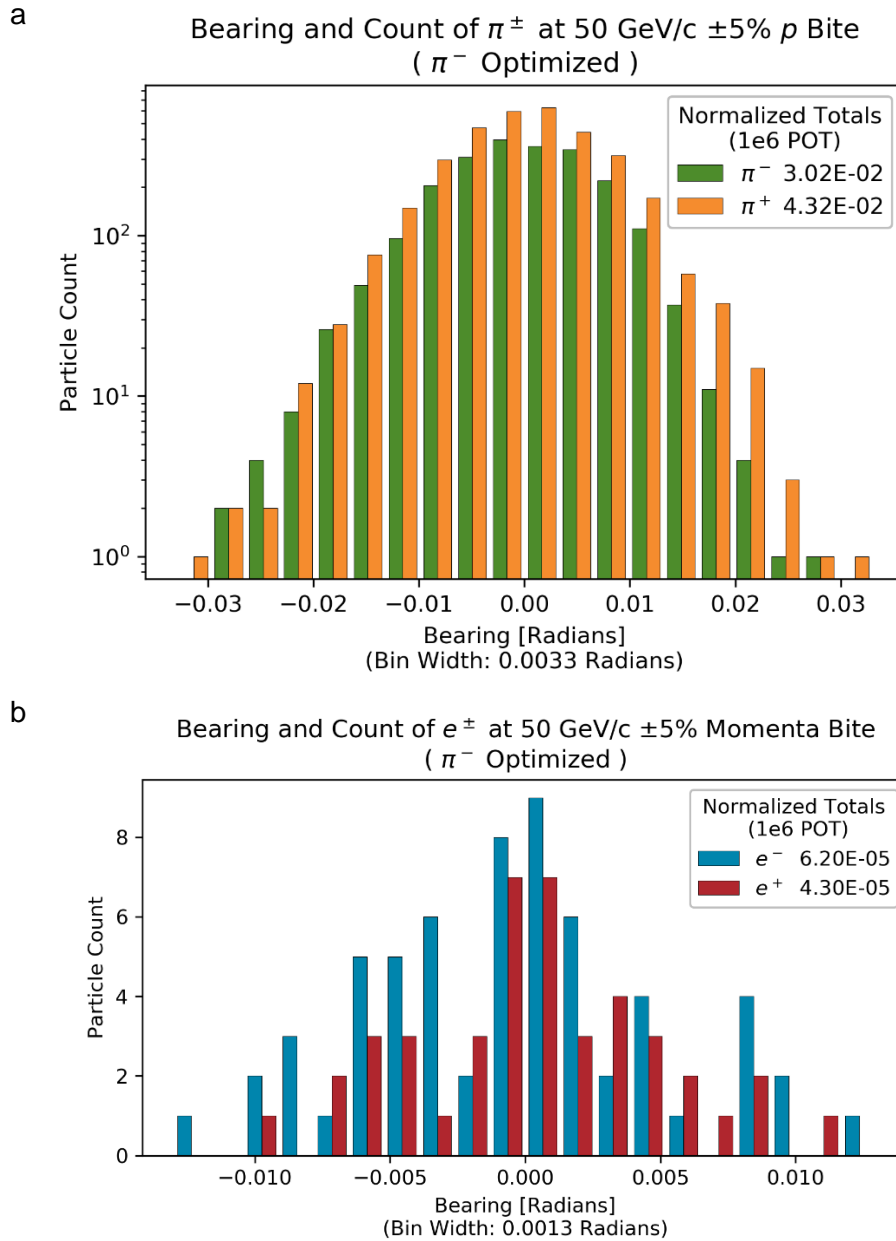 a
Bearing and Count of π± at 50 GeV/c ±5% p Bite
( π− Optimized )
Normalized Totals
(1e6 POT)
π− 3.02E-02
π+ 4.32E-02
Particle Count
10²
10¹
10⁰
−0.03 −0.02 −0.01 0.00 0.01 0.02 0.03
Bearing [Radians]
(Bin Width: 0.0033 Radians)
b
Bearing and Count of e± at 50 GeV/c ±5% Momenta Bite
( π− Optimized )
Normalized Totals
(1e6 POT)
e− 6.20E-05
e+ 4.30E-05
Particle Count
8
6
4
2
0
−0.010 −0.005 0.000 0.005 0.010
Bearing [Radians]
(Bin Width: 0.0013 Radians)